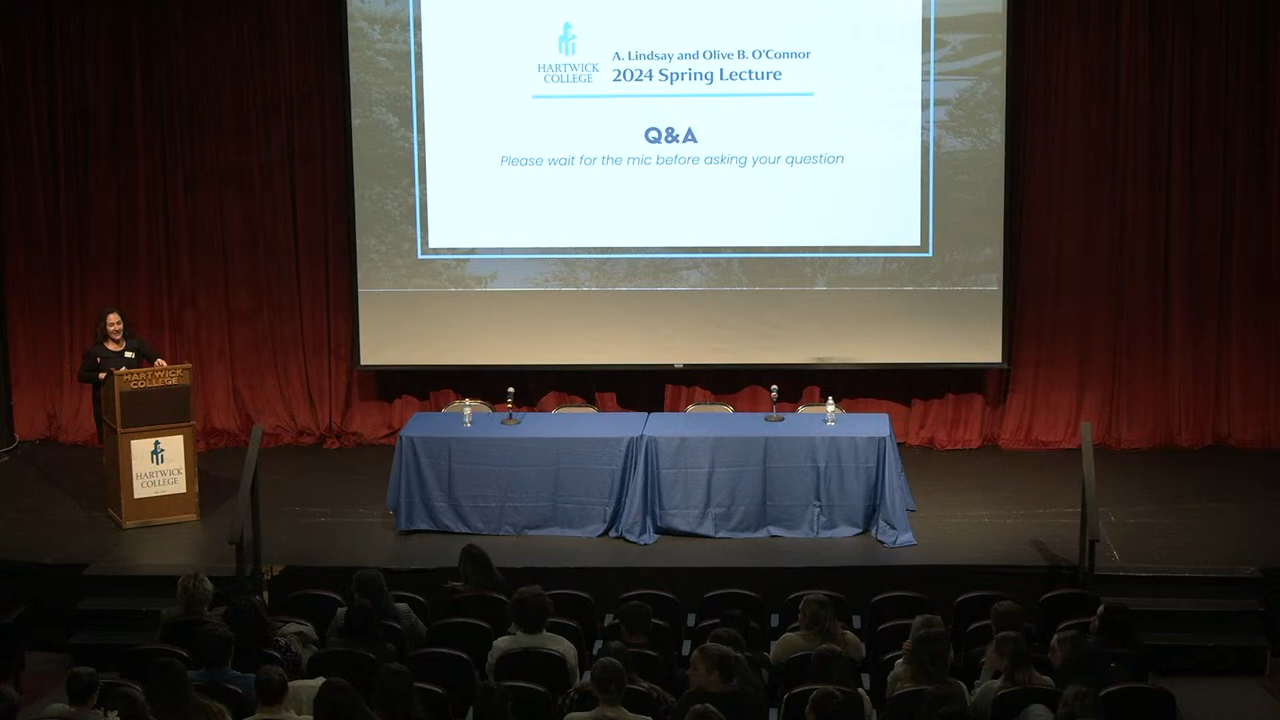 HARTWICK
COLLEGE
A. Lindsay and Olive B. O'Connor
2024 Spring Lecture
Q&A
Please wait for the mic before asking your question
HARTWICK
COLLEGE
HARTWICK
COLLEGE